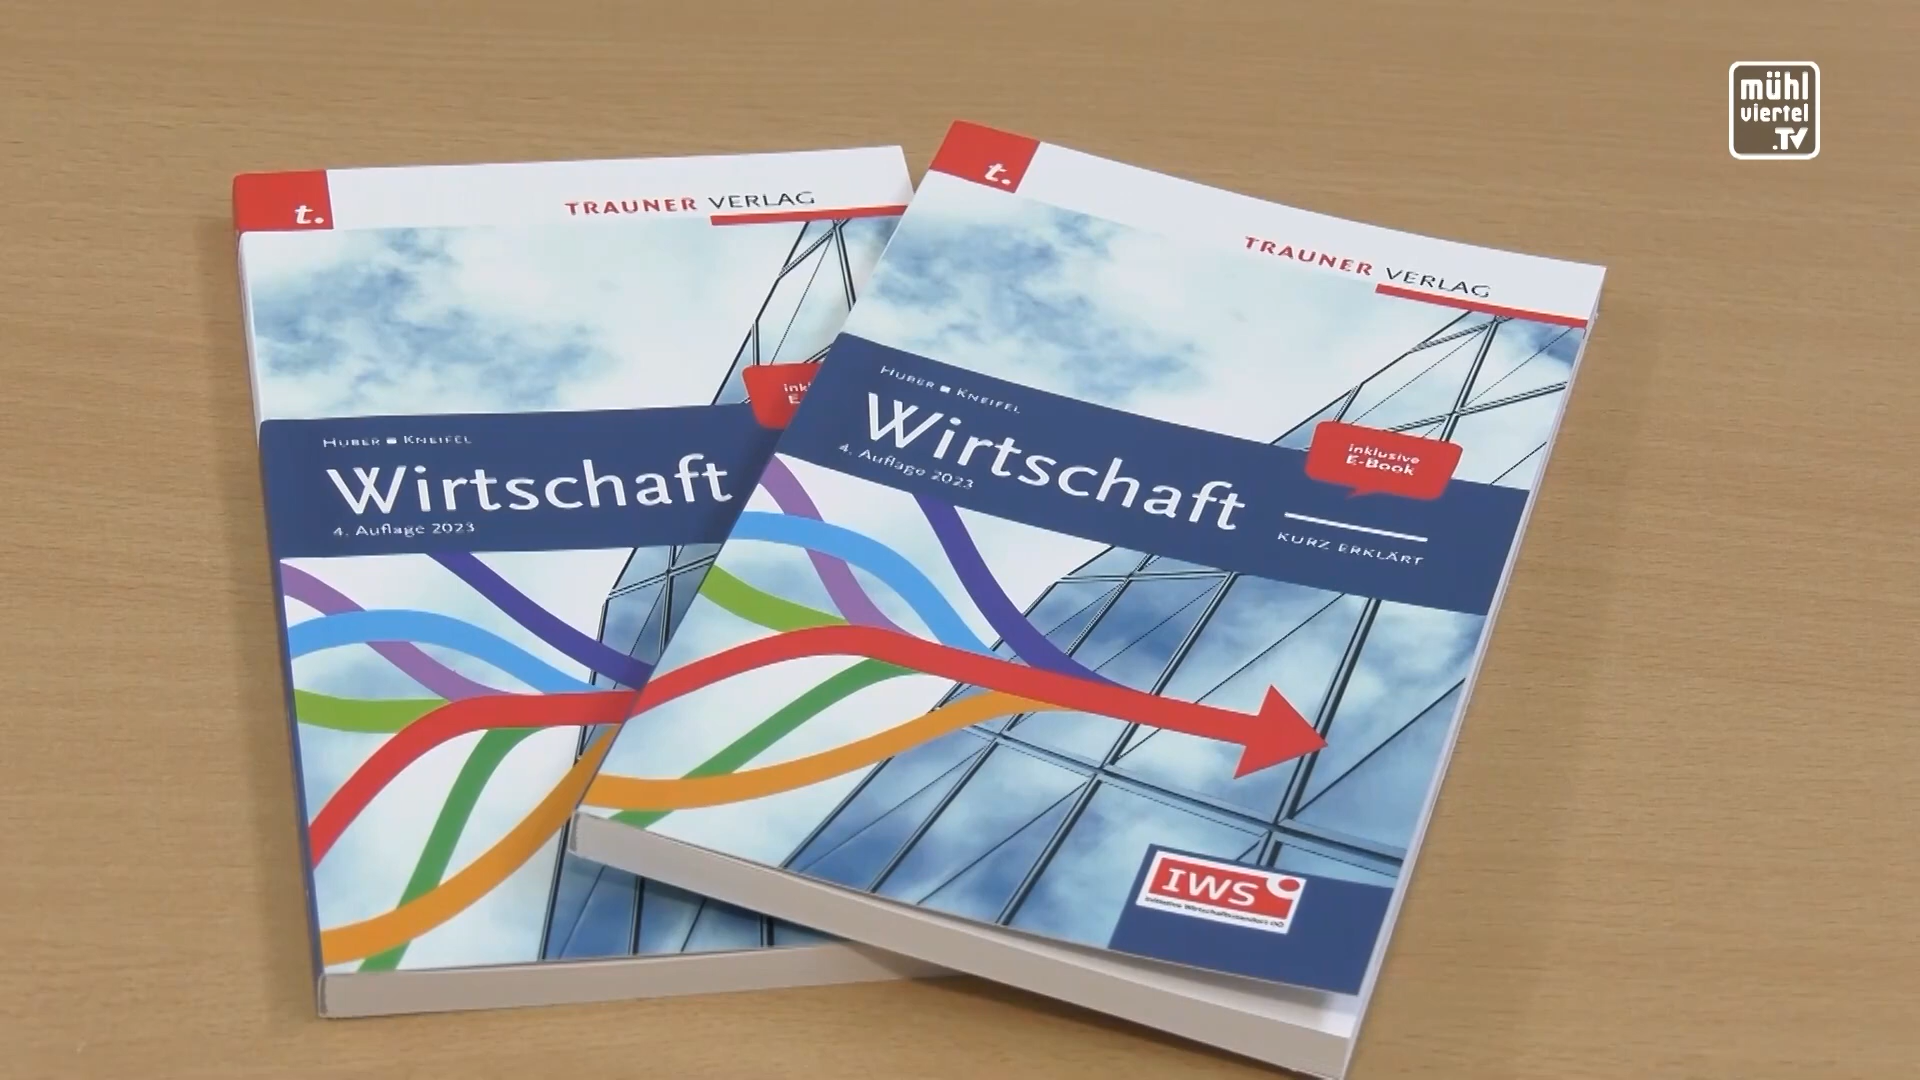 mühl
viertel
.TV
t.
TRAUNER VERLAG
HUBER ■ KNEIFEL
Wirtschaft
4. Auflage 2023
t.
TRAUNER VERLAG
HUBER ■ KNEIFEL
Wirtschaft
4. Auflage 2023
inklusive
E-Book
KURZ ERKLÄRT
IWS